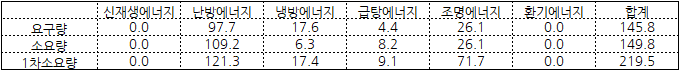 신재생에너지 난방에너지 냉방에너지 급탕에너지 조명에너지 환기에너지 합계
요구량 0.0 97.7 17.6 4.4 26.1 0.0 145.8
소요량 0.0 109.2 6.3 8.2 26.1 0.0 149.8
1차소요량 0.0 121.3 17.4 9.1 71.7 0.0 219.5